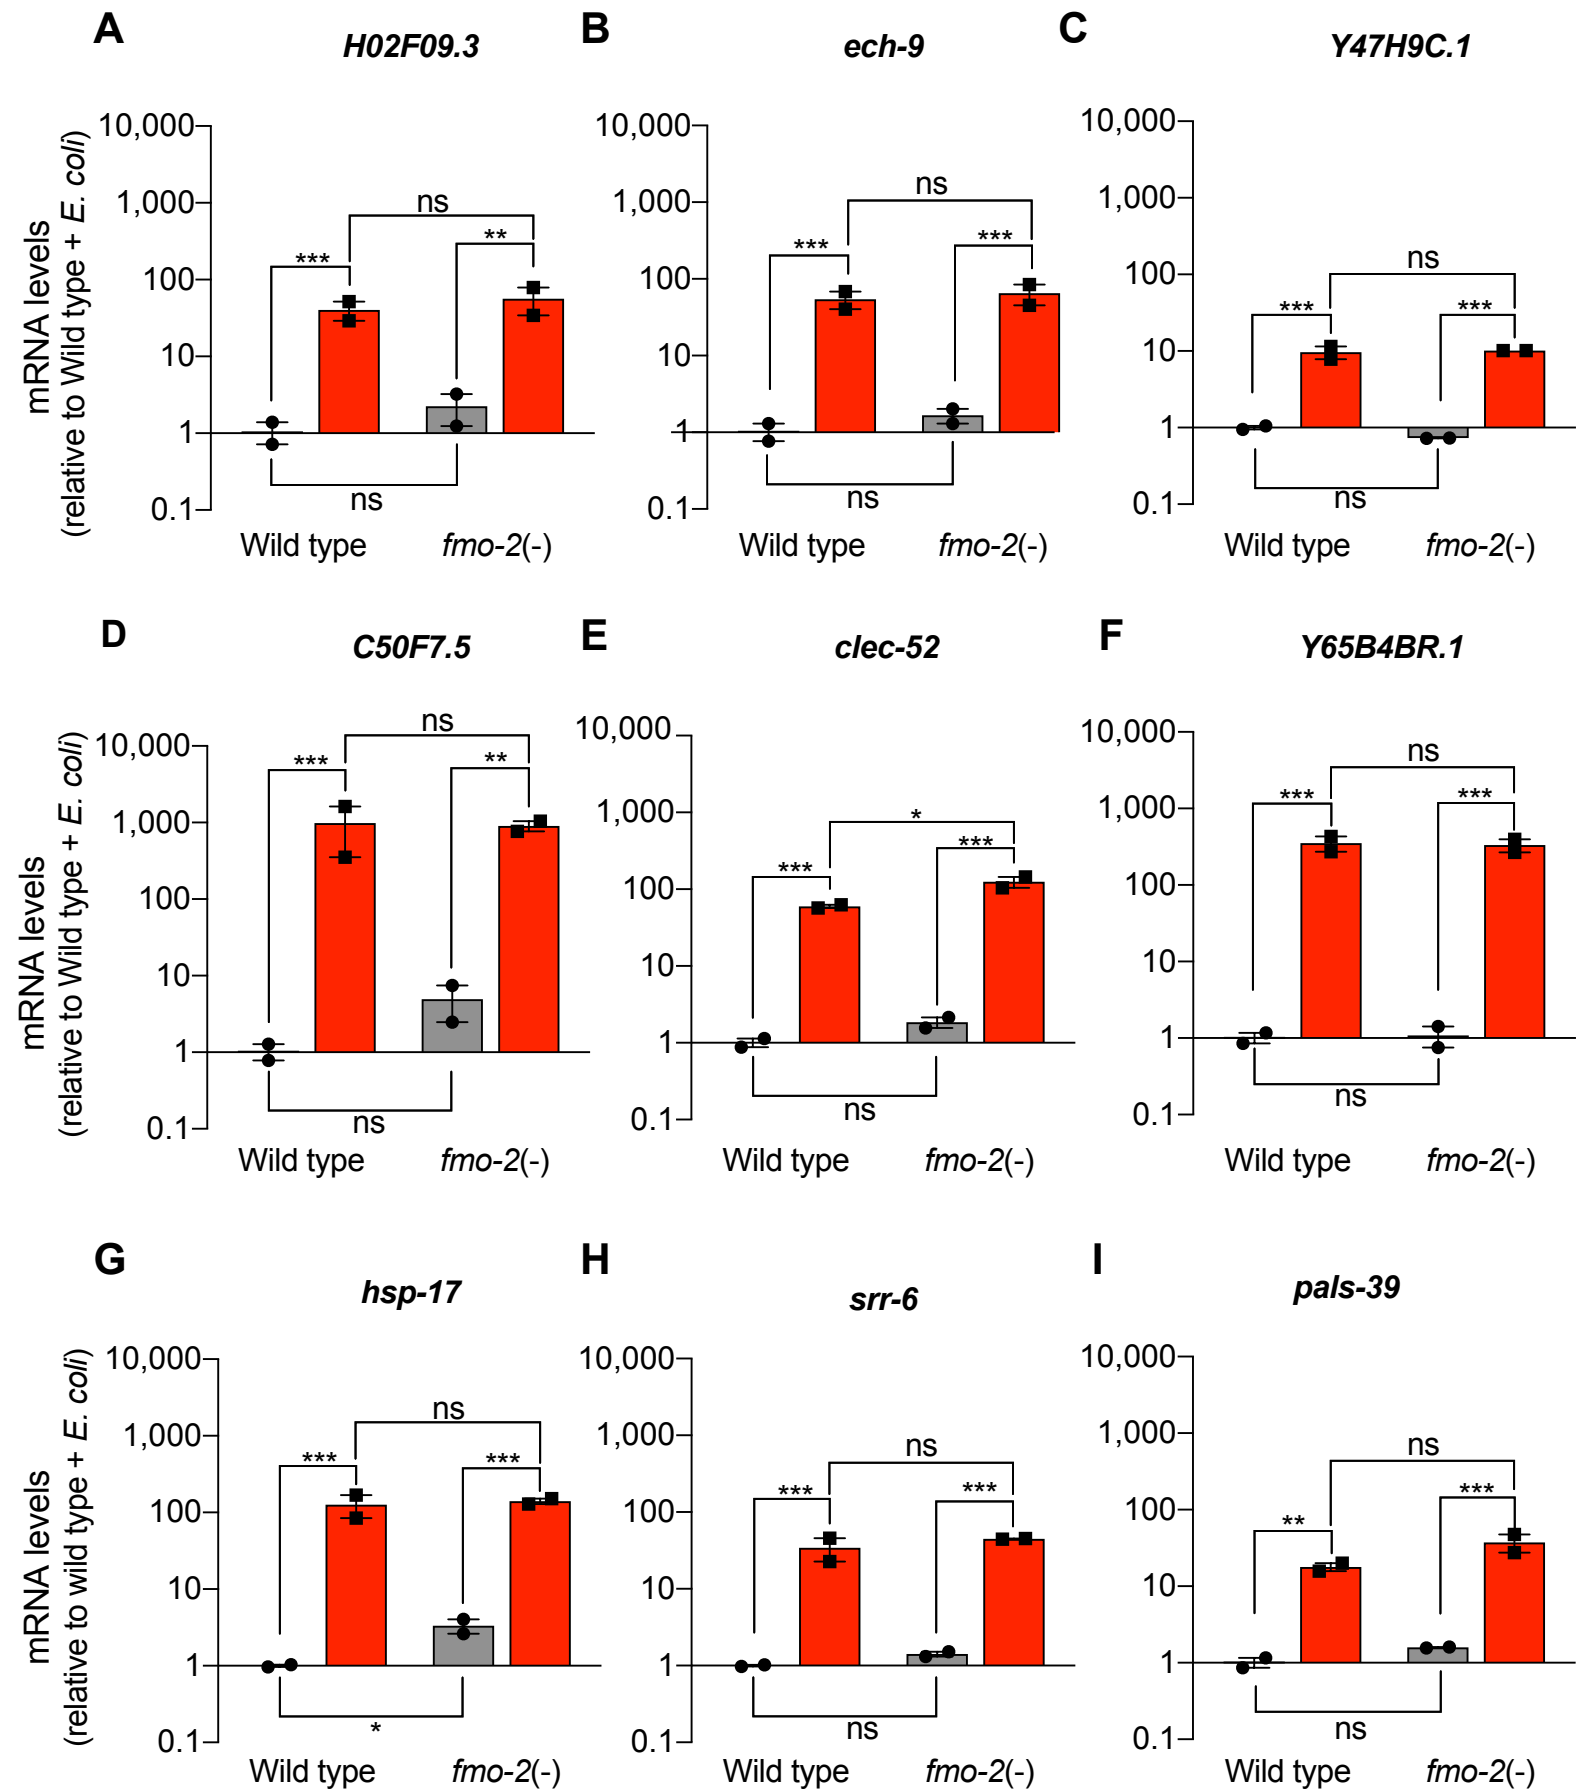 A
H02F09.3
B
ech-9
C
Y47H9C.1
mRNA levels
(relative to Wild type + E. coli)
10,000
1,000
100
10
1
0.1
***
ns
**
ns
Wild type
fmo-2(-)
10,000
1,000
100
10
1
0.1
***
ns
***
ns
Wild type
fmo-2(-)
10,000
1,000
100
10
1
0.1
***
ns
***
ns
Wild type
fmo-2(-)
D
C50F7.5
E
clec-52
F
Y65B4BR.1
mRNA levels
(relative to Wild type + E. coli)
10,000
1,000
100
10
1
0.1
***
ns
**
ns
Wild type
fmo-2(-)
10,000
1,000
100
10
1
0.1
***
*
***
ns
Wild type
fmo-2(-)
10,000
1,000
100
10
1
0.1
***
ns
***
ns
Wild type
fmo-2(-)
G
hsp-17
H
srr-6
I
pals-39
mRNA levels
(relative to wild type + E. coli)
10,000
1,000
100
10
1
0.1
***
ns
***
*
Wild type
fmo-2(-)
10,000
1,000
100
10
1
0.1
***
ns
***
ns
Wild type
fmo-2(-)
10,000
1,000
100
10
1
0.1
**
ns
***
ns
Wild type
fmo-2(-)